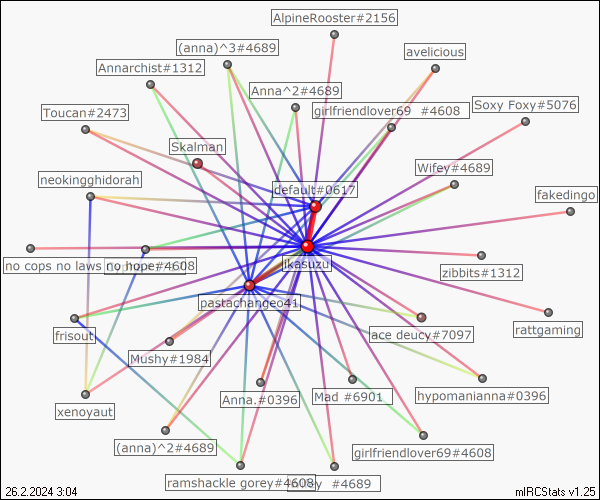 AlpineRooster#2156
(anna)^3#4689
avelicious
Annarchist#1312
Anna^2#4689
Toucan#2473
girlfriendlover69 #4608
Soxy Foxy#5076
Skalman
Wifey#4689
neokingghidorah
default#0617
fakedingo
no cops no laws no hope#4608
jkasuzu
zibbits#1312
pastachangeo41
frisout
ace deucy#7097
rattgaming
Mushy#1984
xenoyaut
Anna.#0396
Mad #6901
hypomanianna#0396
(anna)^2#4689
girlfriendlover69#4608
ramshackle gorey#4608
#4689
26.2.2024 3:04
mIRCStats v1.25